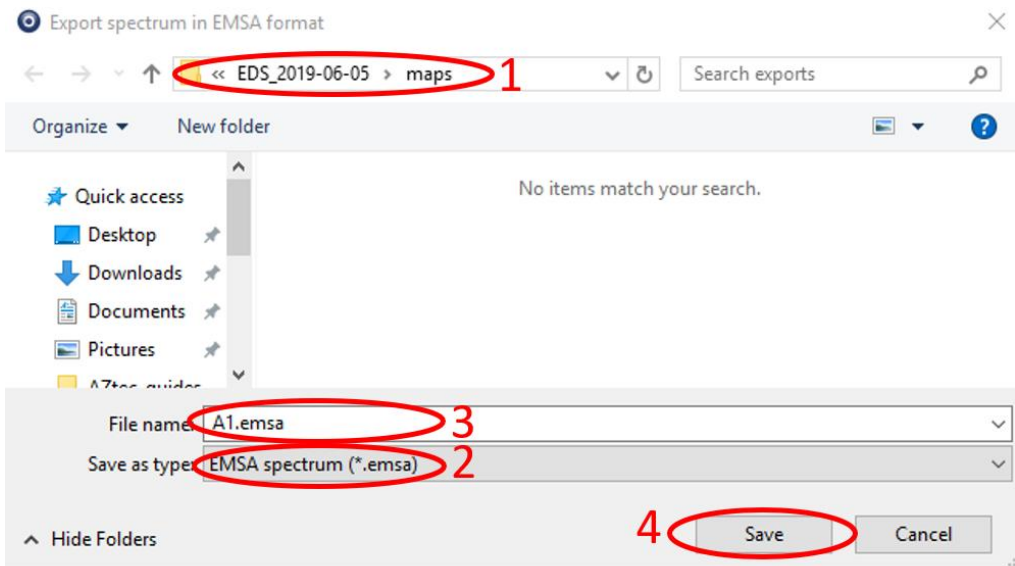 Export spectrum in EMSA format
« EDS_2019-06-05 > maps 1 Search exports
Organize New folder ?
No items match your search.
Quick access
Desktop
Downloads
Documents
Pictures
AZtec_guides
File name: A1.emsa 3
Save as type: EMSA spectrum (*.emsa) 2
Hide Folders 4 Save Cancel